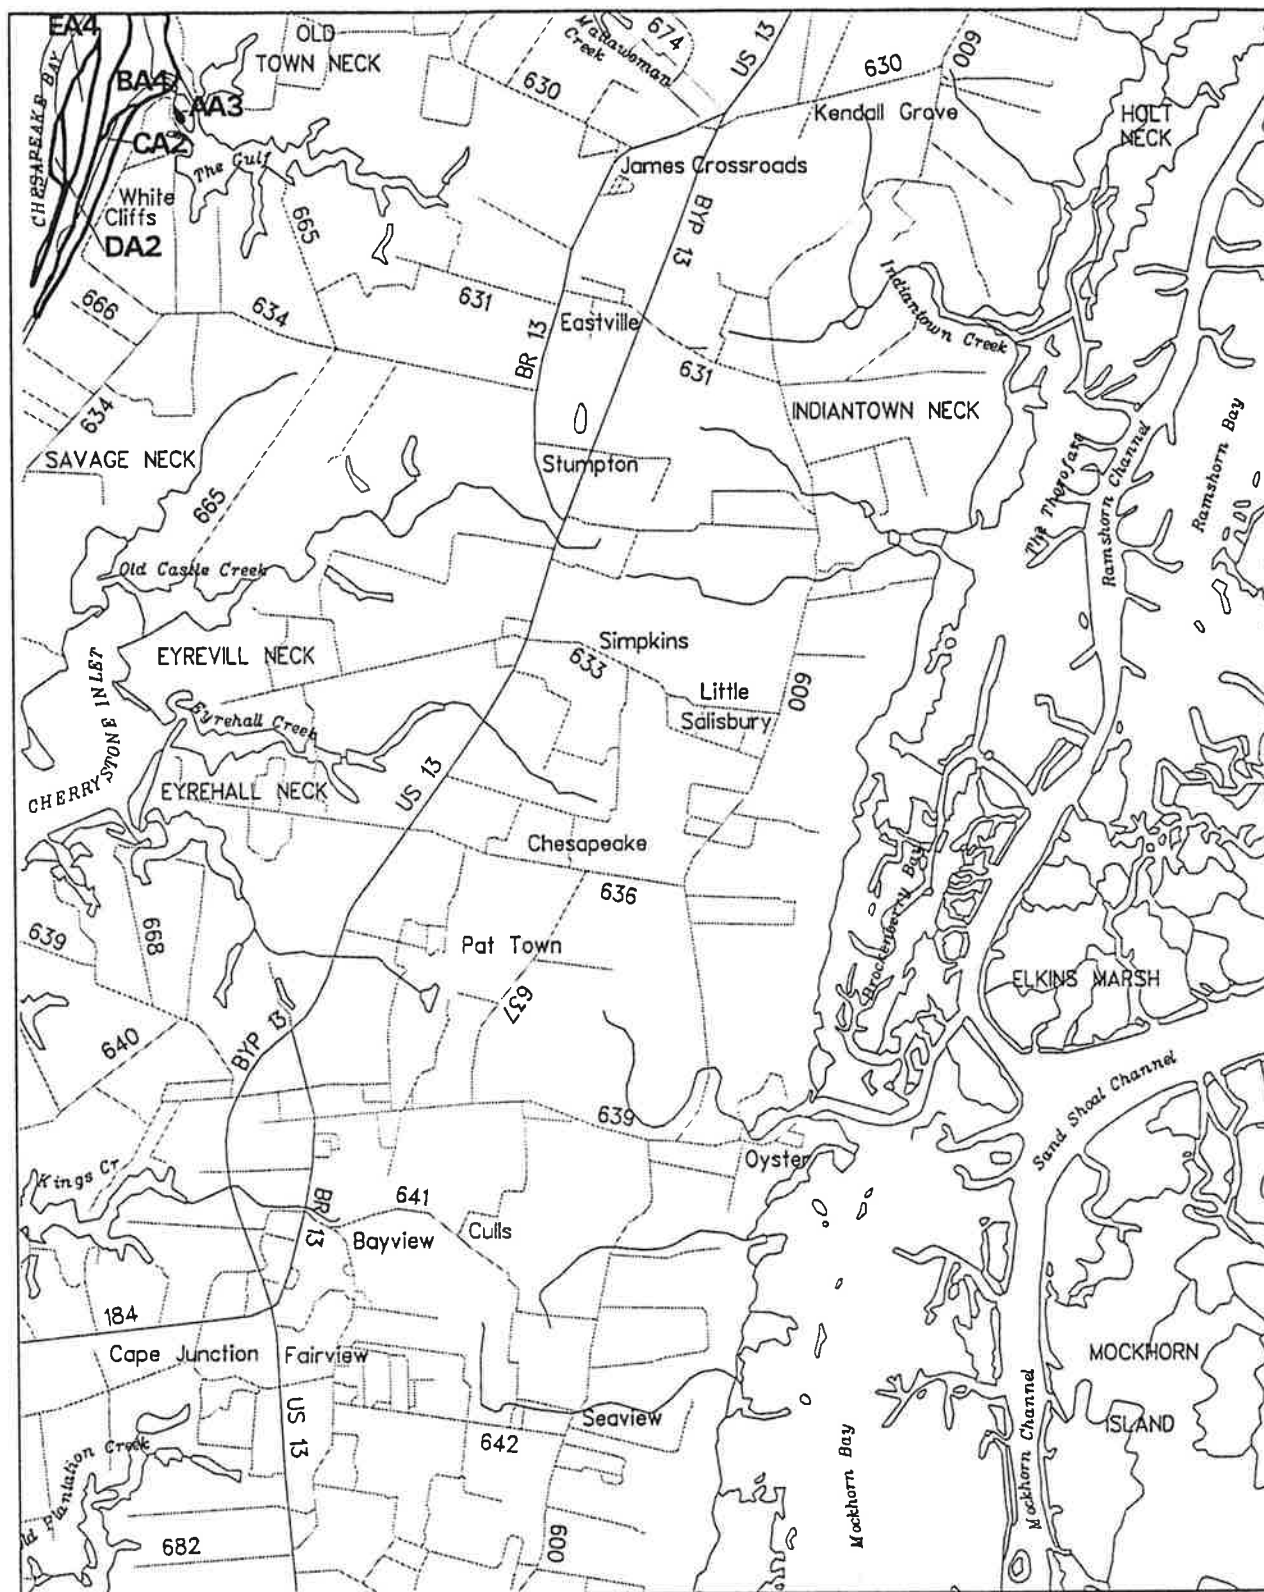 EA4
OLD
TOWN NECK
Mattawoman
Creek
674
US 13
630
600
630
CHESAPEAKE BAY
BA4
AA3
CA2
The Gulf
Kendall Grove
HOLT
NECK
James Crossroads
White
Cliffs
DA2
665
BYP 13
666
634
631
BR 13
Eastville
631
Indiantown Creek
634
SAVAGE NECK
INDIANTOWN NECK
Stumpton
665
The Thorofare
Ramshorn Channel
Ramshorn Bay
Old Castle Creek
EYREVILL NECK
Simpkins
633
Little
Salisbury
600
CHERRYSTONE INLET
Eyrehall Creek
EYREHALL NECK
US 13
Chesapeake
636
Brockenberry Bay
639
668
Pat Town
637
ELKINS MARSH
640
BYP 13
639
Sand Shoal Channel
Oyster
Kings Cr
BR 13
641
Bayview
Culls
184
Cape Junction
Fairview
MOCKHORN
ISLAND
US 13
Seaview
642
Mockhorn Bay
Mockhorn Channel
ld Plantation Creek
682
600